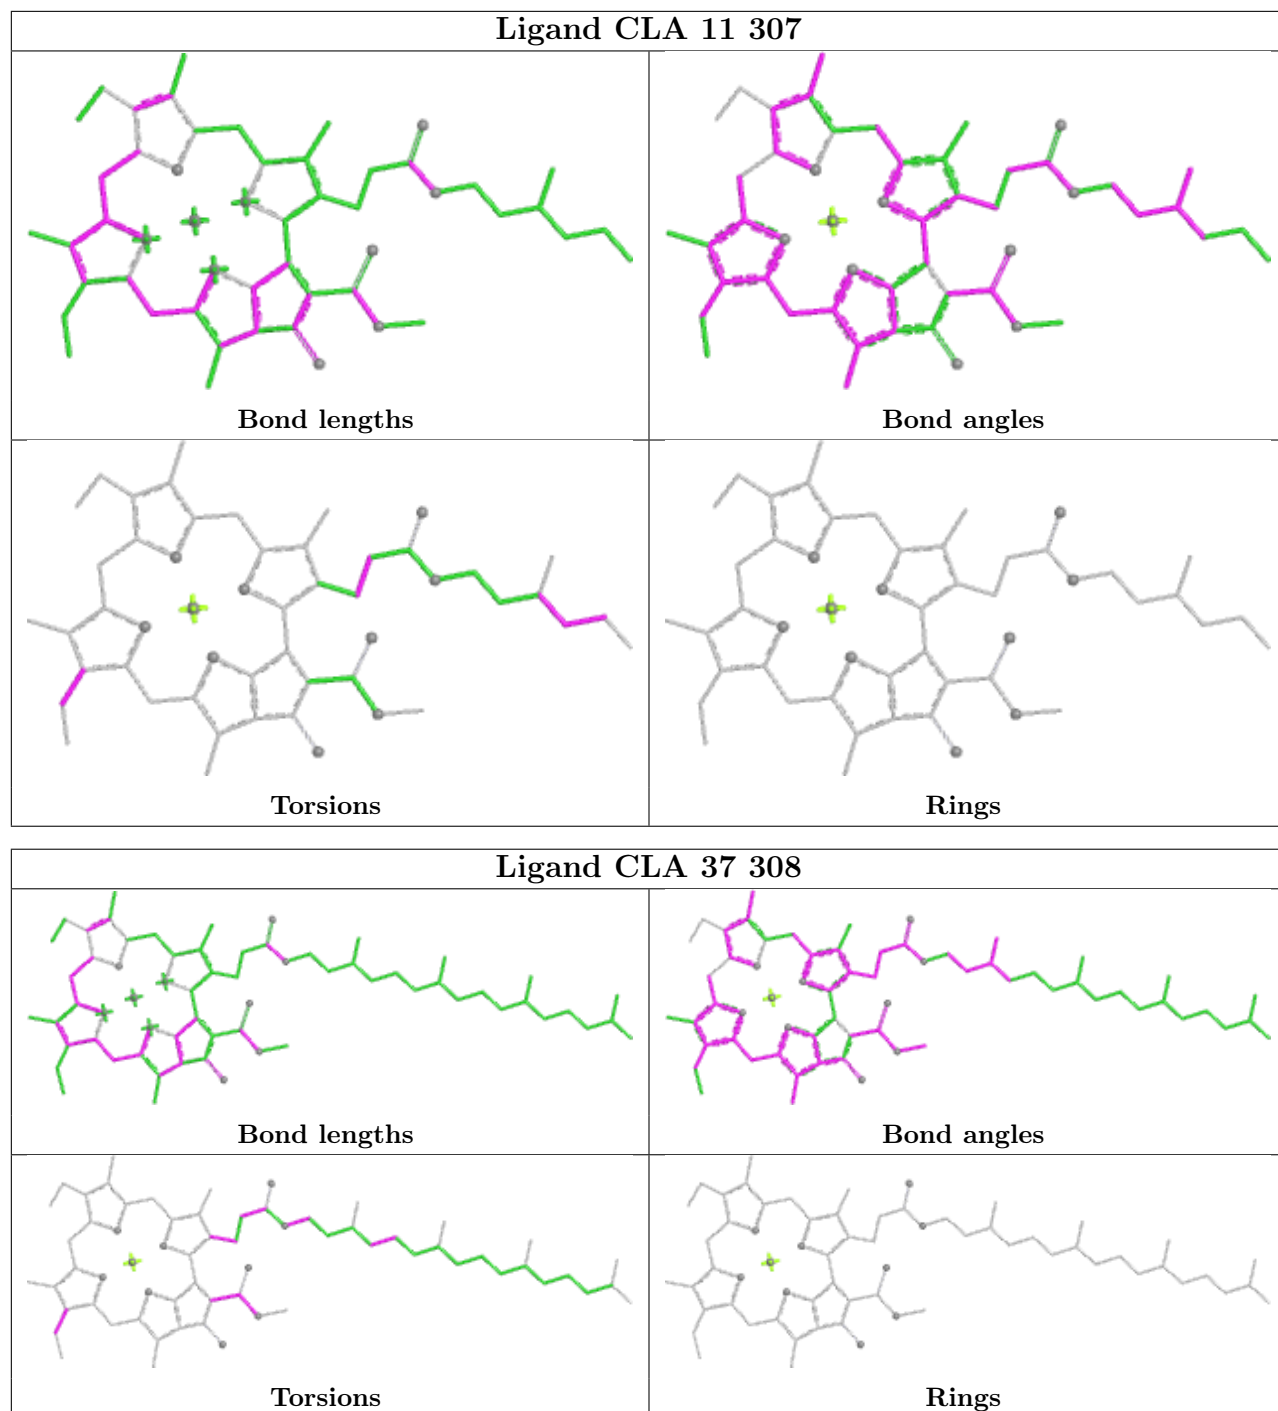 Ligand CLA 11 307
Bond lengths
Bond angles
Torsions
Rings
Ligand CLA 37 308
Bond lengths
Bond angles
Torsions
Rings